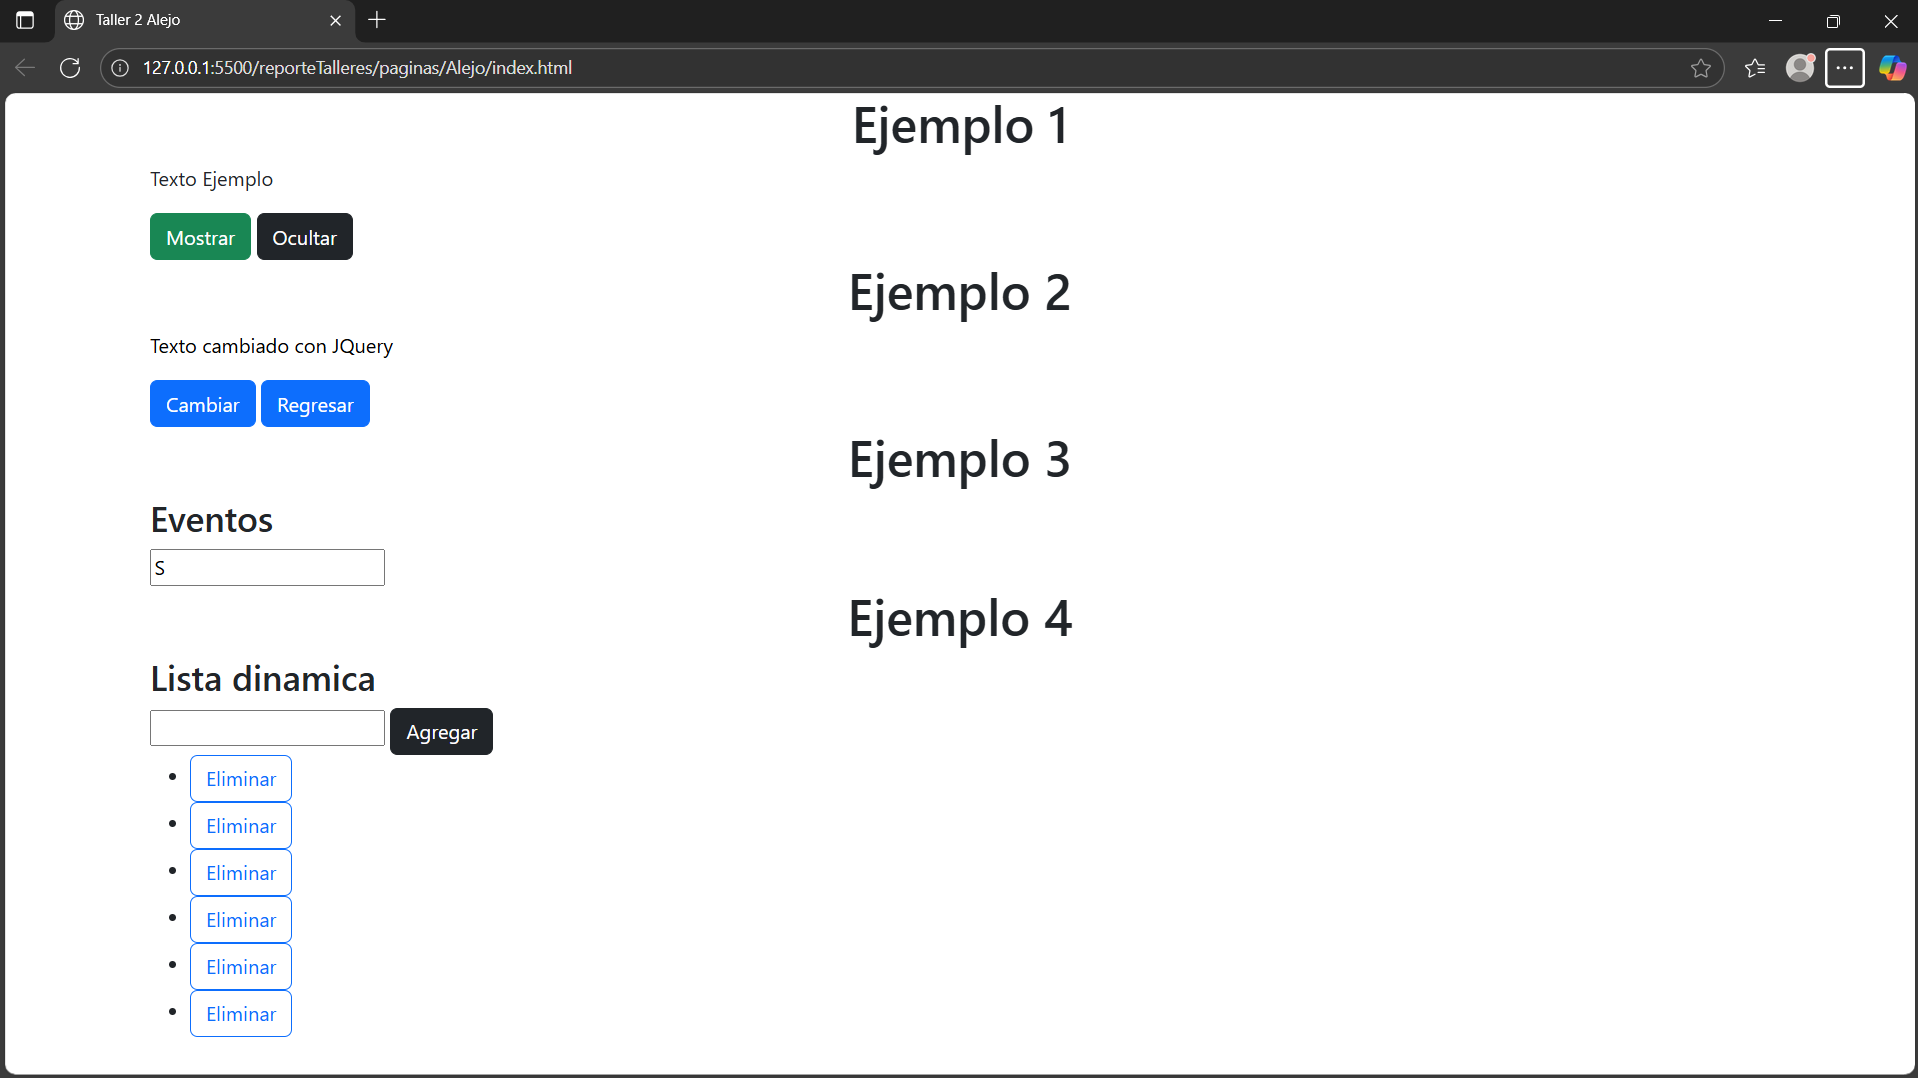 Taller 2 Alejo
127.0.0.1:5500/reporteTalleres/paginas/Alejo/index.html
Ejemplo 1
Texto Ejemplo
Mostrar Ocultar
Ejemplo 2
Texto cambiado con JQuery
Cambiar Regresar
Ejemplo 3
Eventos
S
Ejemplo 4
Lista dinamica
Agregar
Eliminar
Eliminar
Eliminar
Eliminar
Eliminar
Eliminar